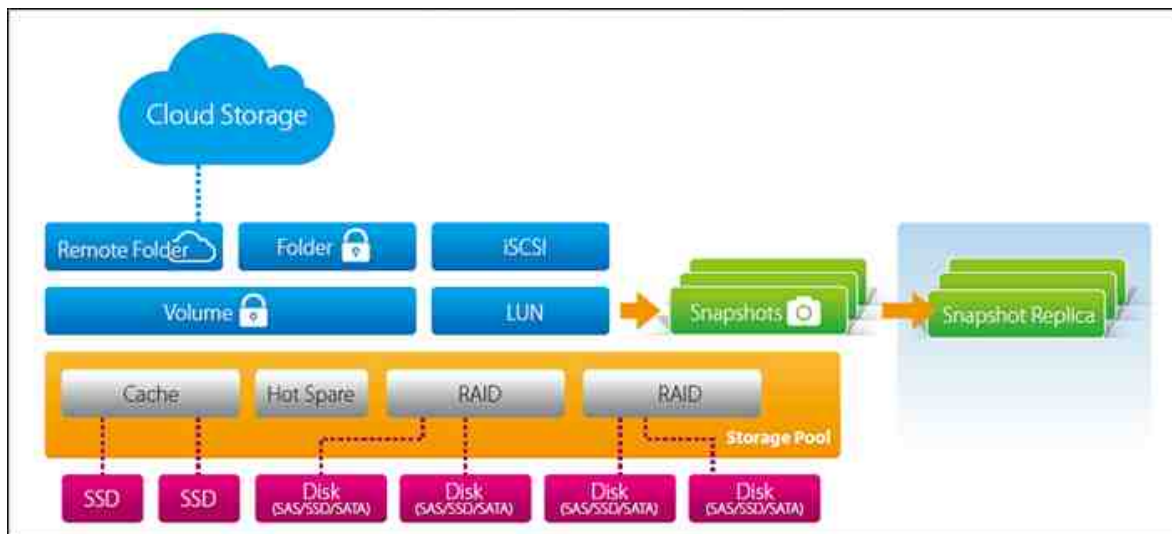 Cloud Storage
Remote Folder
Folder
iSCSI
Volume
LUN
Snapshots
Snapshot Replica
Cache
Hot Spare
RAID
RAID
Storage Pool
SSD
SSD
Disk
(SAS/SSD/SATA)
Disk
(SAS/SSD/SATA)
Disk
(SAS/SSD/SATA)
Disk
(SAS/SSD/SATA)